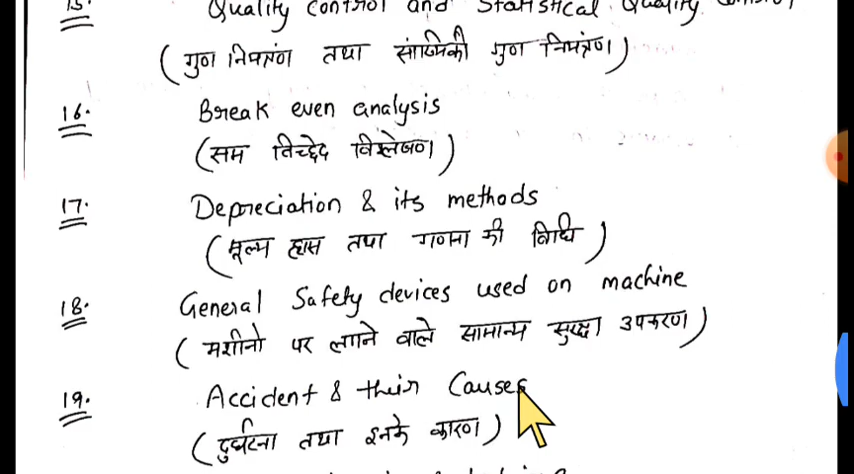 15. Quality control and Statistical Quality
(गुण नियंत्रण तथा सांख्यिकी गुण नियंत्रण)
16. Break even analysis
(सम विच्छेद विश्लेषण)
17. Depreciation & its methods
(मूल्य ह्रास तथा गणना की विधि)
18. General Safety devices used on machine
(मशीनो पर लगने वाले सामान्य सुरक्षा उपकरण)
19. Accident & their Causes
(दुर्घटना तथा इनके कारण)